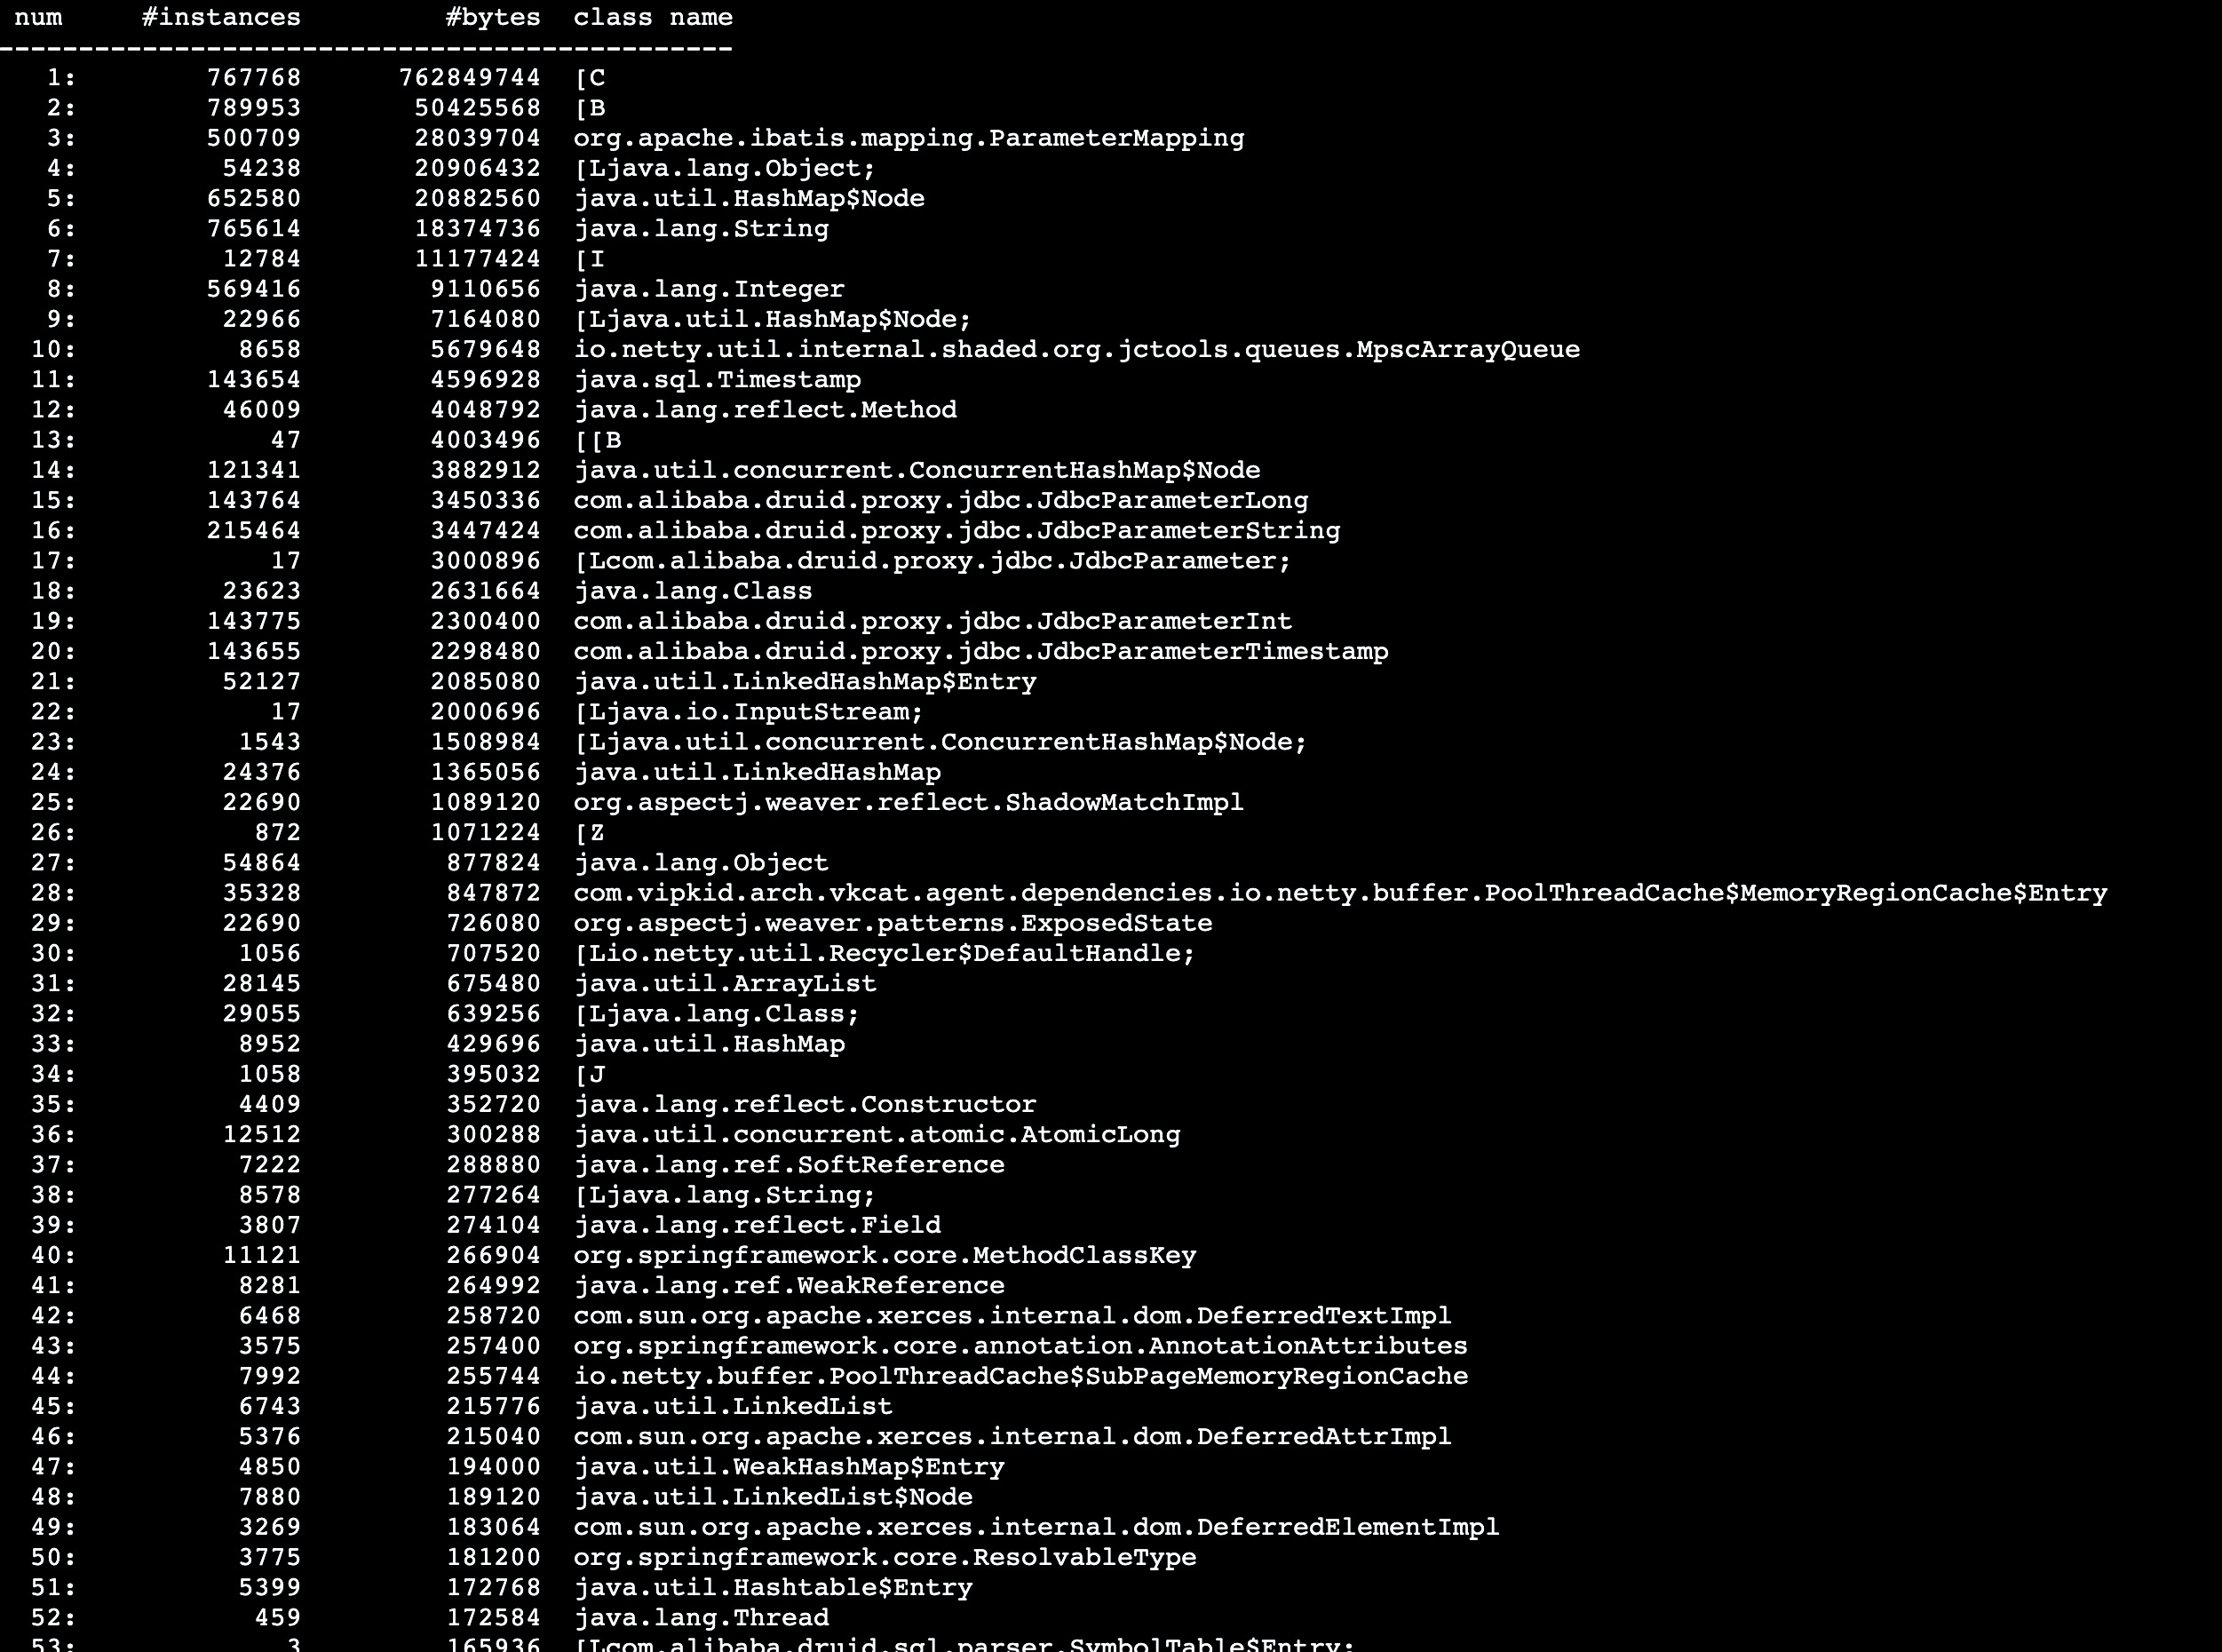 num #instances #bytes class name
----------------------------------------------
1: 767768 762849744 [C
2: 789953 50425568 [B
3: 500709 28039704 org.apache.ibatis.mapping.ParameterMapping
4: 54238 20906432 [Ljava.lang.Object;
5: 652580 20882560 java.util.HashMap$Node
6: 765614 18374736 java.lang.String
7: 12784 11177424 [I
8: 569416 9110656 java.lang.Integer
9: 22966 7164080 [Ljava.util.HashMap$Node;
10: 8658 5679648 io.netty.util.internal.shaded.org.jctools.queues.MpscArrayQueue
11: 143654 4596928 java.sql.Timestamp
12: 46009 4048792 java.lang.reflect.Method
13: 47 4003496 [[B
14: 121341 3882912 java.util.concurrent.ConcurrentHashMap$Node
15: 143764 3450336 com.alibaba.druid.proxy.jdbc.JdbcParameterLong
16: 215464 3447424 com.alibaba.druid.proxy.jdbc.JdbcParameterString
17: 17 3000896 [Lcom.alibaba.druid.proxy.jdbc.JdbcParameter;
18: 23623 2631664 java.lang.Class
19: 143775 2300400 com.alibaba.druid.proxy.jdbc.JdbcParameterInt
20: 143655 2298480 com.alibaba.druid.proxy.jdbc.JdbcParameterTimestamp
21: 52127 2085080 java.util.LinkedHashMap$Entry
22: 17 2000696 [Ljava.io.InputStream;
23: 1543 1508984 [Ljava.util.concurrent.ConcurrentHashMap$Node;
24: 24376 1365056 java.util.LinkedHashMap
25: 22690 1089120 org.aspectj.weaver.reflect.ShadowMatchImpl
26: 872 1071224 [Z
27: 54864 877824 java.lang.Object
28: 35328 847872 com.vipkid.arch.vkcat.agent.dependencies.io.netty.buffer.PoolThreadCache$MemoryRegionCache$Entry
29: 22690 726080 org.aspectj.weaver.patterns.ExposedState
30: 1056 707520 [Lio.netty.util.Recycler$DefaultHandle;
31: 28145 675480 java.util.ArrayList
32: 29055 639256 [Ljava.lang.Class;
33: 8952 429696 java.util.HashMap
34: 1058 395032 [J
35: 4409 352720 java.lang.reflect.Constructor
36: 12512 300288 java.util.concurrent.atomic.AtomicLong
37: 7222 288880 java.lang.ref.SoftReference
38: 8578 277264 [Ljava.lang.String;
39: 3807 274104 java.lang.reflect.Field
40: 11121 266904 org.springframework.core.MethodClassKey
41: 8281 264992 java.lang.ref.WeakReference
42: 6468 258720 com.sun.org.apache.xerces.internal.dom.DeferredTextImpl
43: 3575 257400 org.springframework.core.annotation.AnnotationAttributes
44: 7992 255744 io.netty.buffer.PoolThreadCache$SubPageMemoryRegionCache
45: 6743 215776 java.util.LinkedList
46: 5376 215040 com.sun.org.apache.xerces.internal.dom.DeferredAttrImpl
47: 4850 194000 java.util.WeakHashMap$Entry
48: 7880 189120 java.util.LinkedList$Node
49: 3269 183064 com.sun.org.apache.xerces.internal.dom.DeferredElementImpl
50: 3775 181200 org.springframework.core.ResolvableType
51: 5399 172768 java.util.Hashtable$Entry
52: 459 172584 java.lang.Thread
53: 3 165936 [Lcom.alibaba.druid.sql.parser.SymbolTable$Entry;